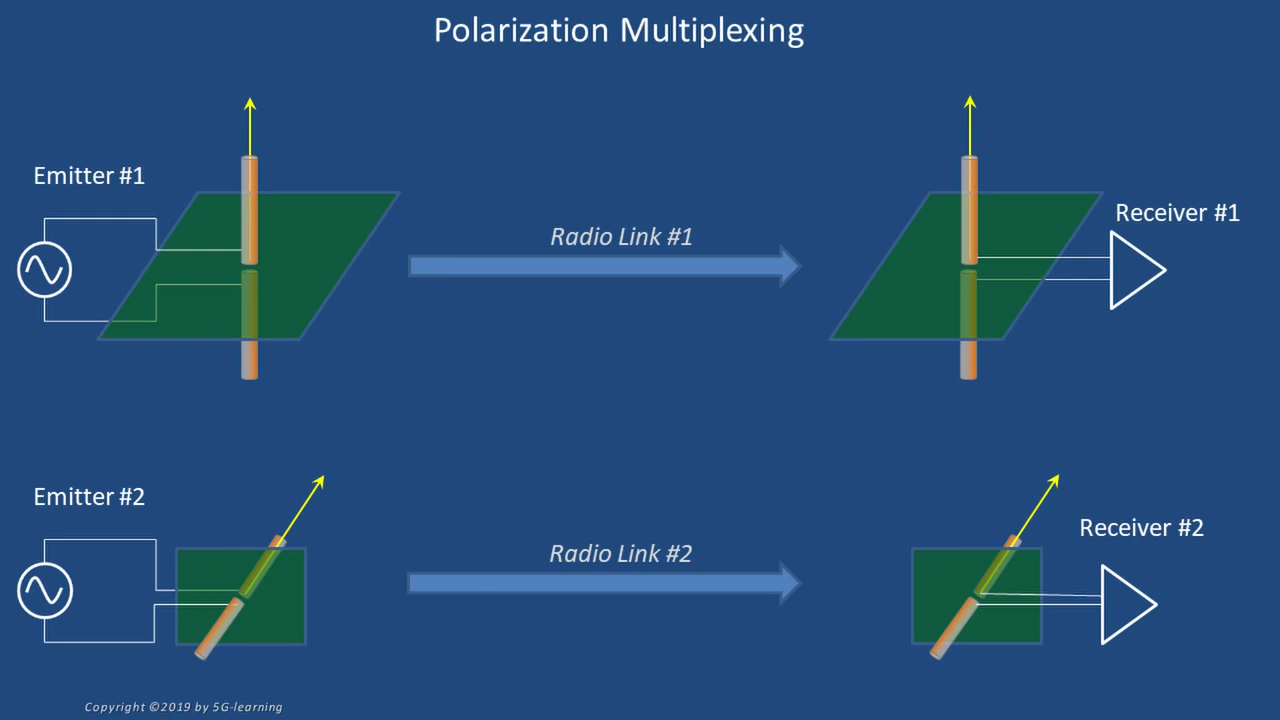 Polarization Multiplexing
Emitter #1
Receiver #1
Radio Link #1
Emitter #2
Receiver #2
Radio Link #2
Copyright ©2019 by 5G-learning